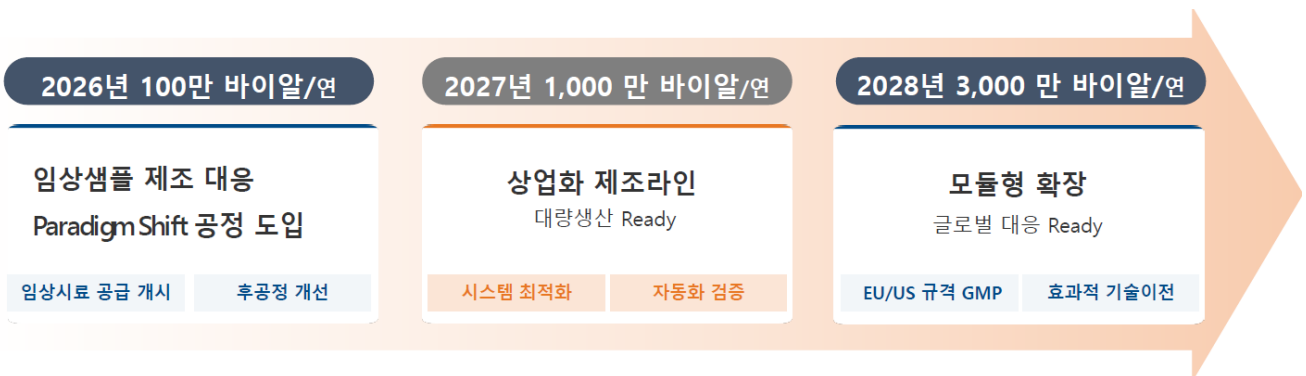 2026년 100만 바이알/연
임상샘플 제조 대응
Paradigm Shift 공정 도입
임상시료 공급 개시
후공정 개선
2027년 1,000 만 바이알/연
상업화 제조라인
대량생산 Ready
시스템 최적화
자동화 검증
2028년 3,000 만 바이알/연
모듈형 확장
글로벌 대응 Ready
EU/US 규격 GMP
효과적 기술이전